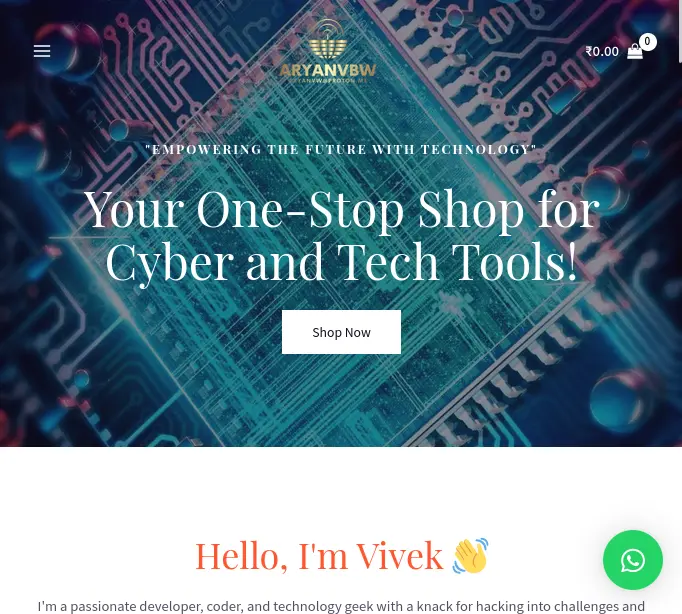 ₹0.00
0
ARYANVBW
ARYANVBW@PROTON.ME
"EMPOWERING THE FUTURE WITH TECHNOLOGY"
Your One-Stop Shop for
Cyber and Tech Tools!
Shop Now
Hello, I'm Vivek
I'm a passionate developer, coder, and technology geek with a knack for hacking into challenges and